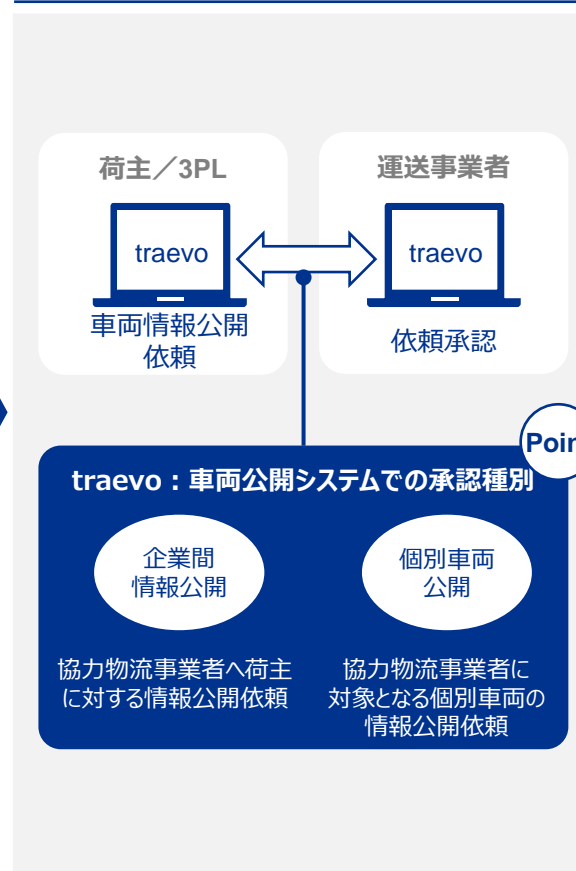 荷主／3PL
traevo
車両情報公開
依頼
運送事業者
traevo
依頼承認
traevo：車両公開システムでの承認種別
企業間
情報公開
協力物流事業者へ荷主
に対する情報公開依頼
個別車両
公開
協力物流事業者に
対象となる個別車両の
情報公開依頼